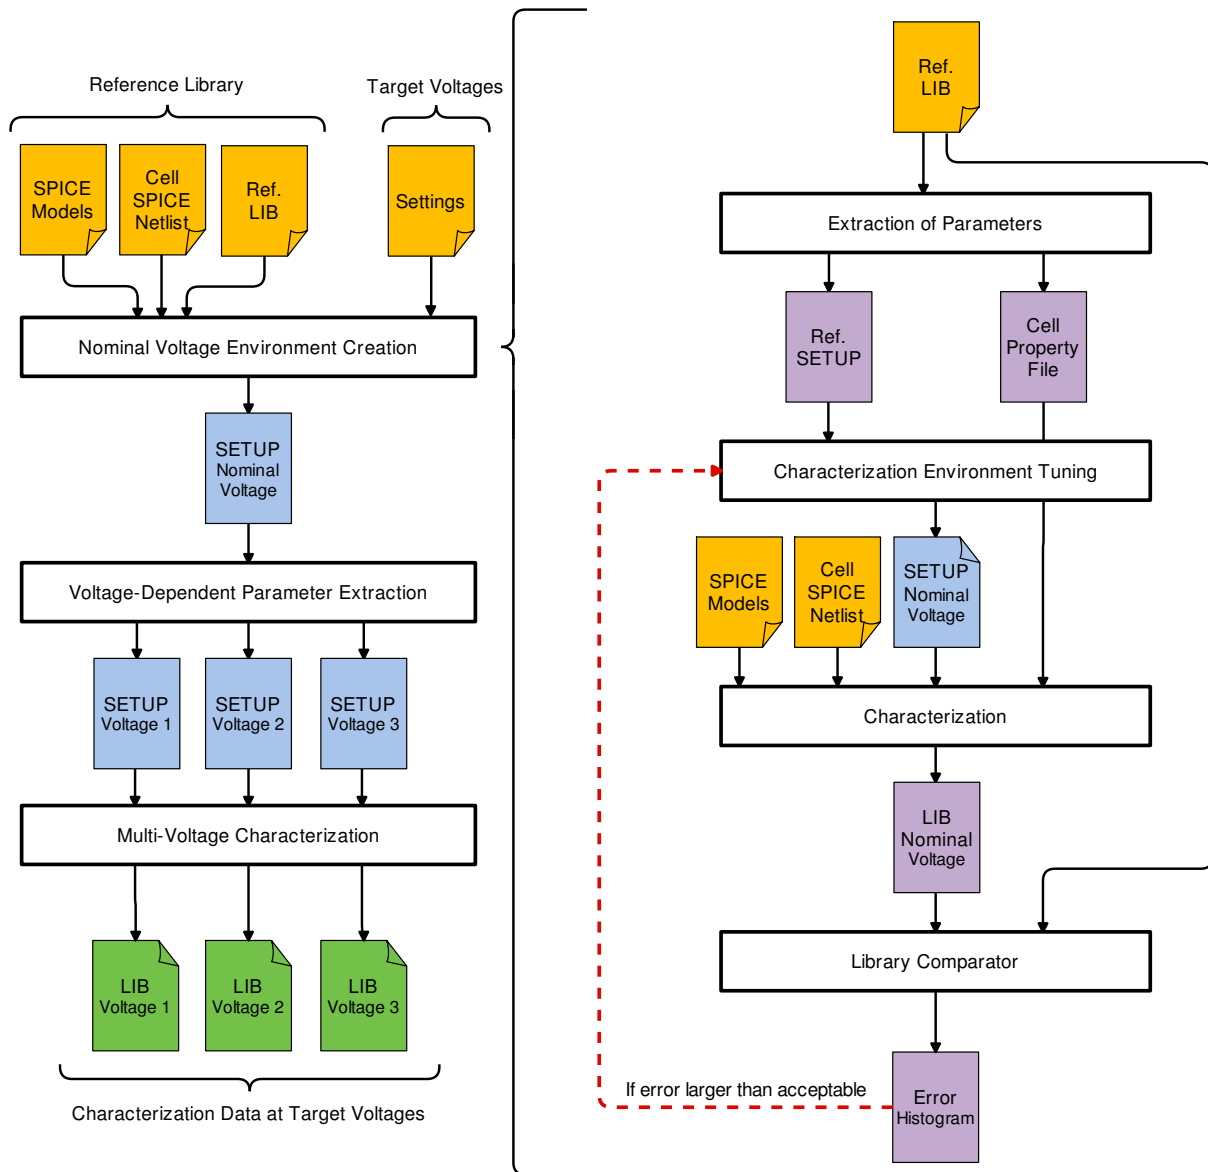 Reference Library
Target Voltages
SPICE
Models
Cell
SPICE
Netlist
Ref.
LIB
Settings
Nominal Voltage Environment Creation
SETUP
Nominal
Voltage
Voltage-Dependent Parameter Extraction
SETUP
Voltage 1
SETUP
Voltage 2
SETUP
Voltage 3
Multi-Voltage Characterization
LIB
Voltage 1
LIB
Voltage 2
LIB
Voltage 3
Characterization Data at Target Voltages
Ref.
LIB
Extraction of Parameters
Ref.
SETUP
Cell
Property
File
Characterization Environment Tuning
SPICE
Models
Cell
SPICE
Netlist
SETUP
Nominal
Voltage
Characterization
LIB
Nominal
Voltage
Library Comparator
If error larger than acceptable
Error
Histogram